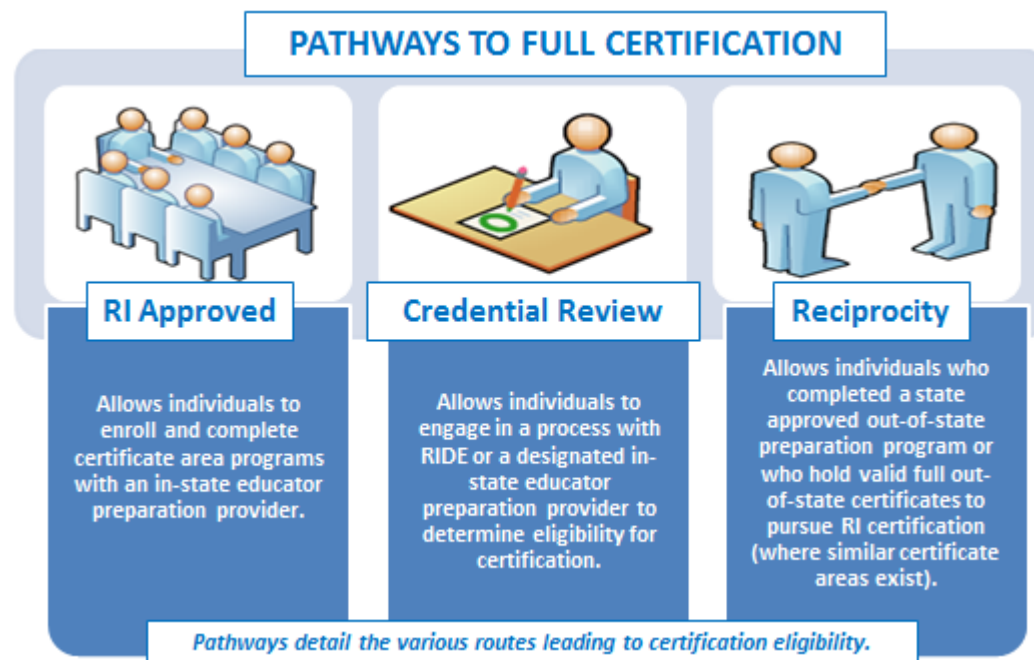 PATHWAYS TO FULL CERTIFICATION
RI Approved
Allows individuals to
enroll and complete
certificate area programs
with an in-state educator
preparation provider.
Credential Review
Allows individuals to
engage in a process with
RIDE or a designated in-
state educator
preparation provider to
determine eligibility for
certification.
Reciprocity
Allows individuals who
completed a state
approved out-of-state
preparation program or
who hold valid full out-
of-state certificates to
pursue RI certification
(where similar certificate
areas exist).
Pathways detail the various routes leading to certification eligibility.